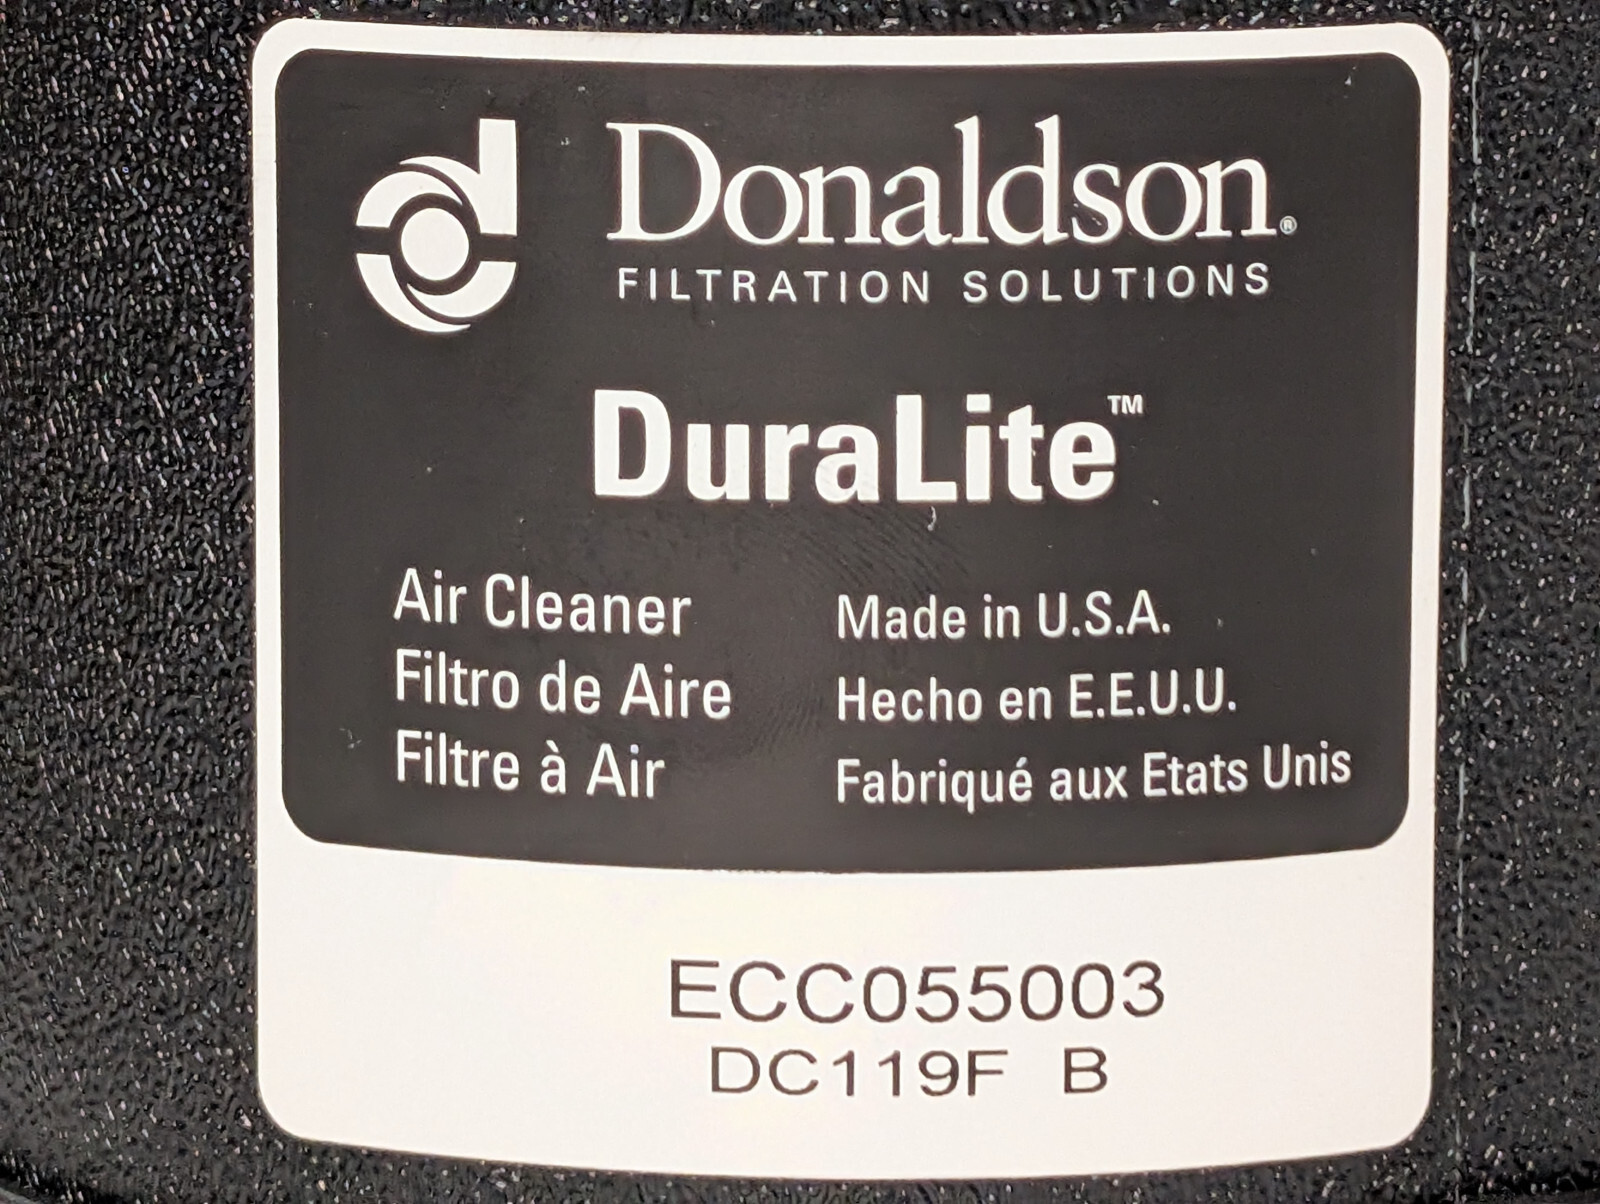 Donaldson®
FILTRATION SOLUTIONS
DuraLite™
Air Cleaner
Filtro de Aire
Filtre à Air
Made in U.S.A.
Hecho en E.E.U.U.
Fabriqué aux Etats Unis
ECC055003
DC119F B